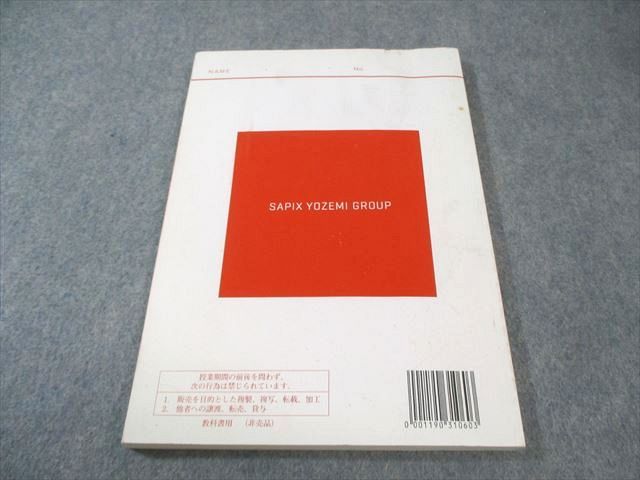 NAME No.
SAPIX YOZEMI GROUP
授業期間の前後を問わず、
次の行為は禁じられています。
1. 販売を目的とした複製、複写、転載、加工
2. 他者への譲渡、転売、貸与
教科書用 (非売品)
0 001190 310603